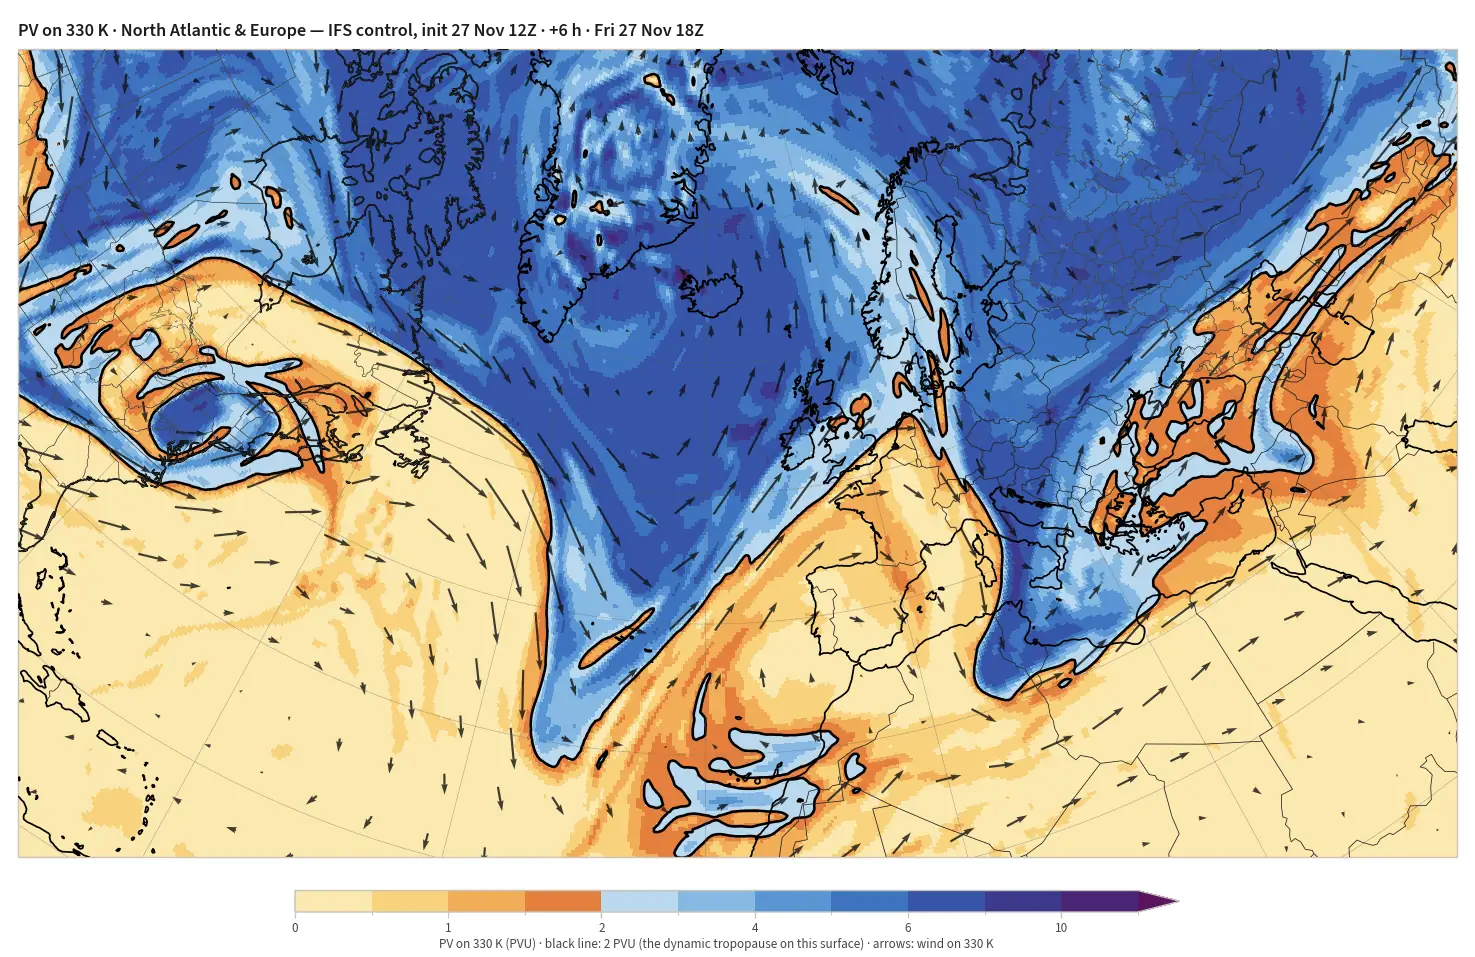 PV on 330 K · North Atlantic & Europe — IFS control, init 27 Nov 12Z · +6 h · Fri 27 Nov 18Z
0 1 2 4 6 10
PV on 330 K (PVU) · black line: 2 PVU (the dynamic tropopause on this surface) · arrows: wind on 330 K